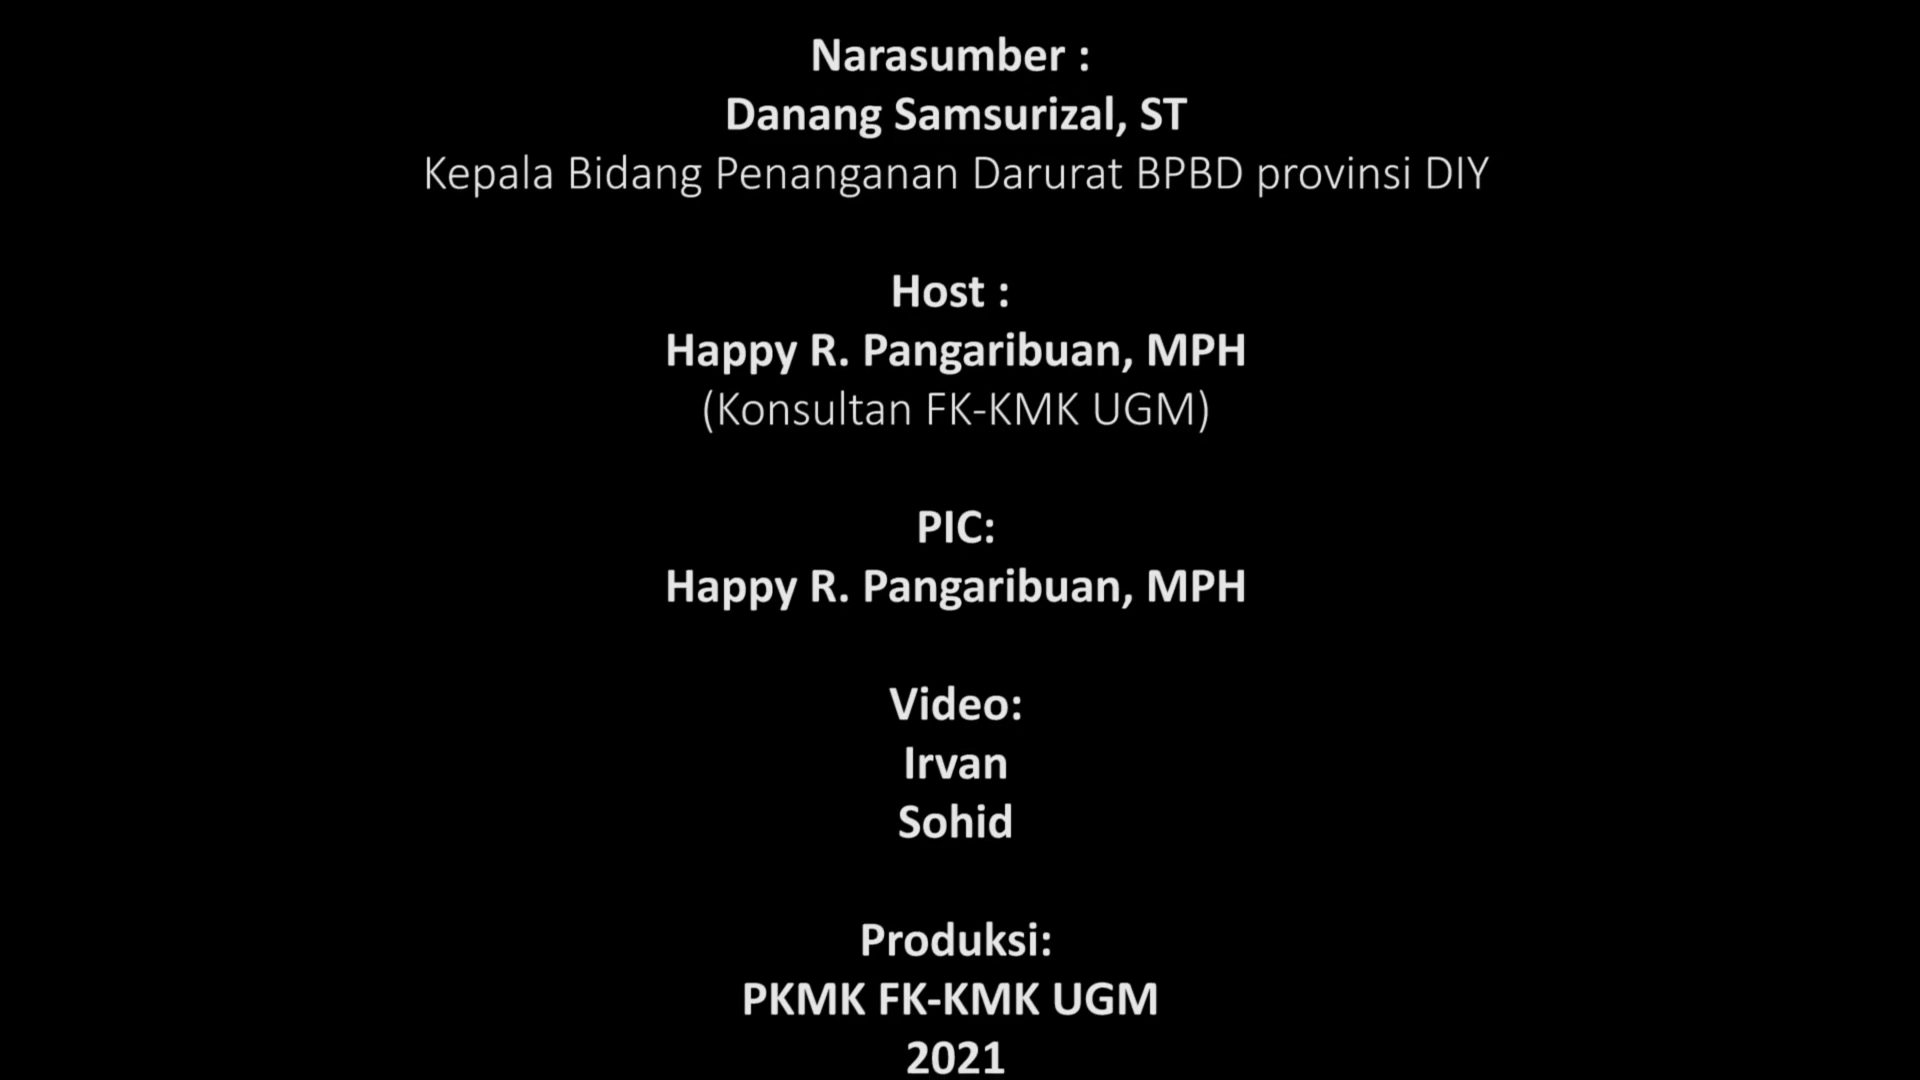 Narasumber :
Danang Samsurizal, ST
Kepala Bidang Penanganan Darurat BPBD provinsi DIY
Host :
Happy R. Pangaribuan, MPH
(Konsultan FK-KMK UGM)
PIC:
Happy R. Pangaribuan, MPH
Video:
Irvan
Sohid
Produksi:
PKMK FK-KMK UGM
2021